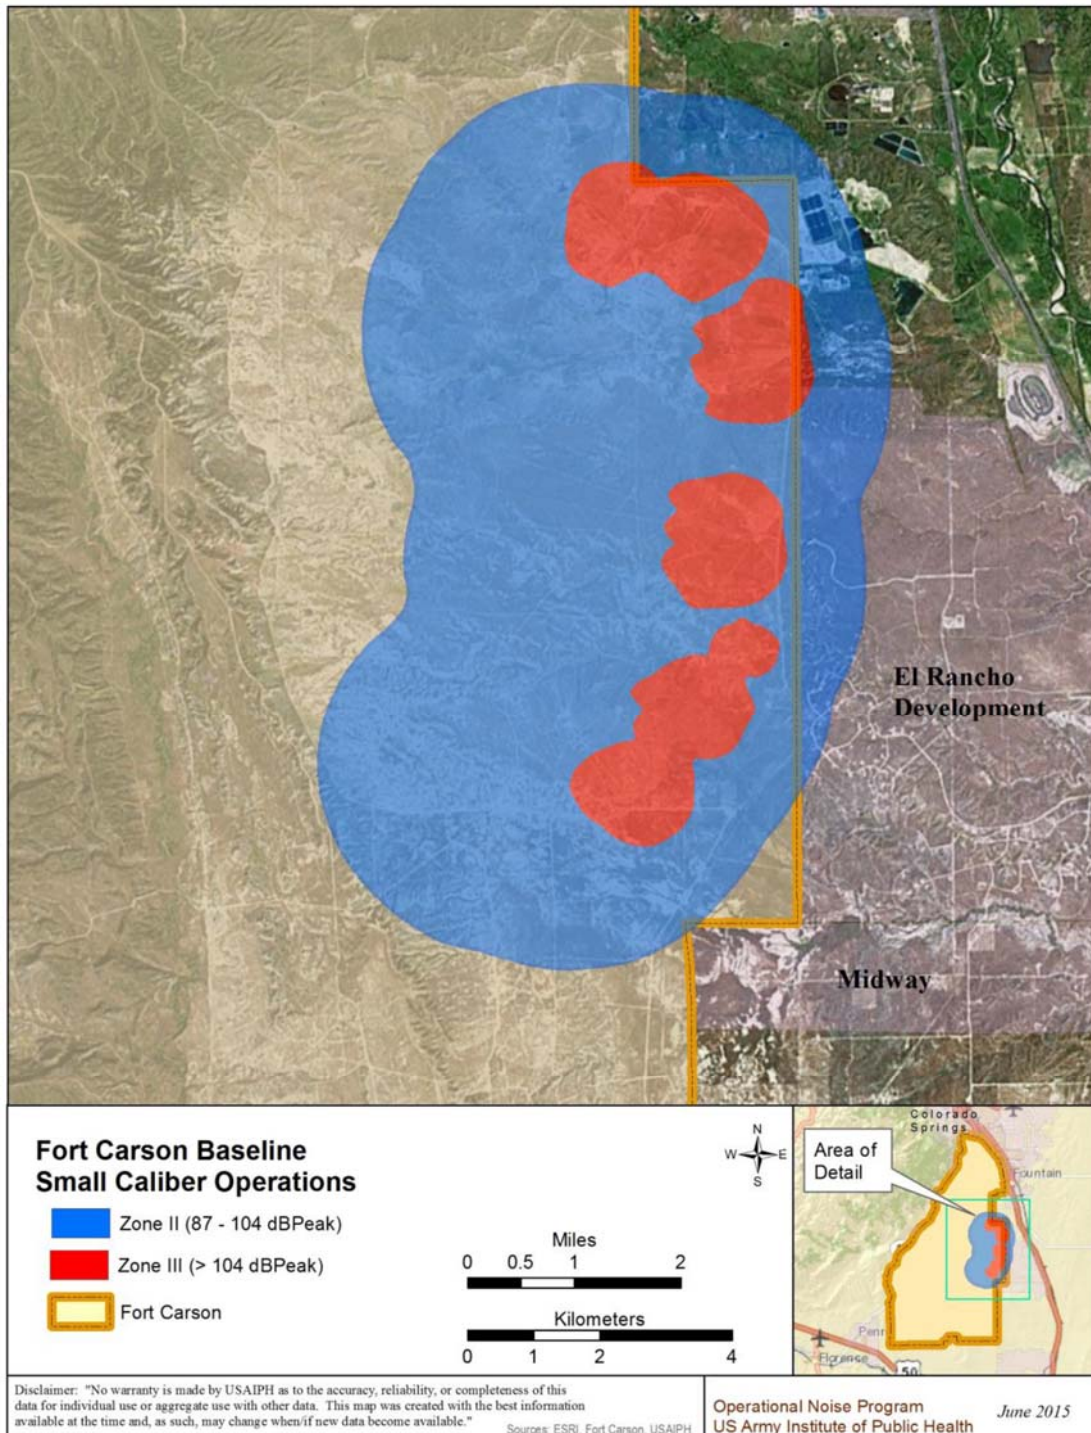 El Rancho
Development
Midway
Fort Carson Baseline
Small Caliber Operations
Zone II (87 - 104 dBPeak)
Zone III (> 104 dBPeak)
Fort Carson
N
W E
S
Miles
0 0.5 1 2
Kilometers
0 1 2 4
Colorado
Springs
Area of
Detail
Fountain
Penr
Florense
50
Disclaimer: "No warranty is made by USAIPH as to the accuracy, reliability, or completeness of this
data for individual use or aggregate use with other data. This map was created with the best information
available at the time and, as such, may change when/if new data become available."
Sources: ESRI, Fort Carson, USAIPH
Operational Noise Program
US Army Institute of Public Health
June 2015